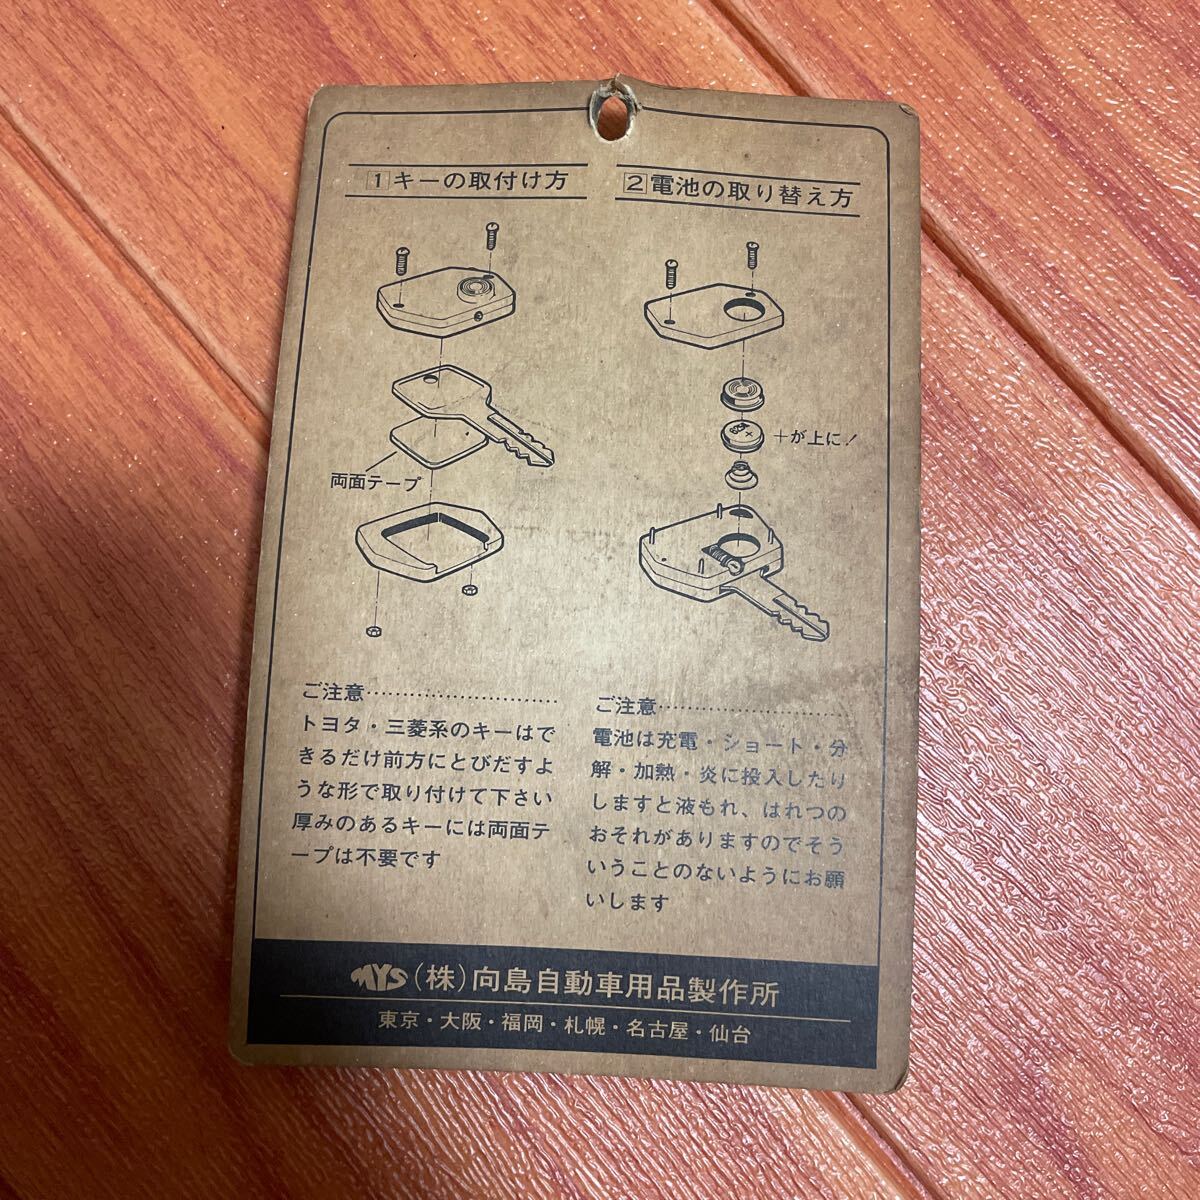 1 キーの取付け方
両面テープ
ご注意
トヨタ・三菱系のキーはで
きるだけ前方にとびだすよ
うな形で取り付けて下さい
厚みのあるキーには両面テ
ープは不要です
2 電池の取り替え方
+が上に!
ご注意
電池は充電・ショート・分
解・加熱・炎に投入したり
しますと液もれ、はれつの
おそれがありますのでそう
いうことのないようにお願
いします
MYS (株)向島自動車用品製作所
東京・大阪・福岡・札幌・名古屋・仙台